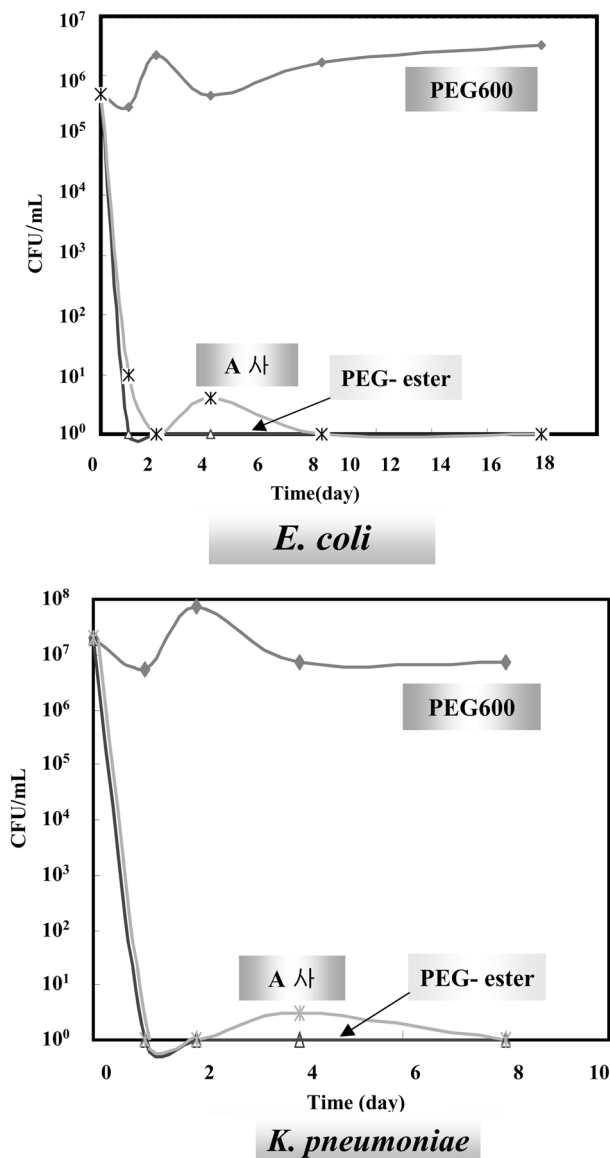 10⁷
10⁶
10⁵
10⁴
10³
10²
10¹
10⁰
CFU/mL
PEG600
A 사
PEG- ester
0 2 4 6 8 10 12 14 16 18
Time(day)
E. coli
10⁸
10⁷
10⁶
10⁵
10⁴
10³
10²
10¹
10⁰
CFU/mL
PEG600
A 사
PEG- ester
0 2 4 6 8 10
Time (day)
K. pneumoniae